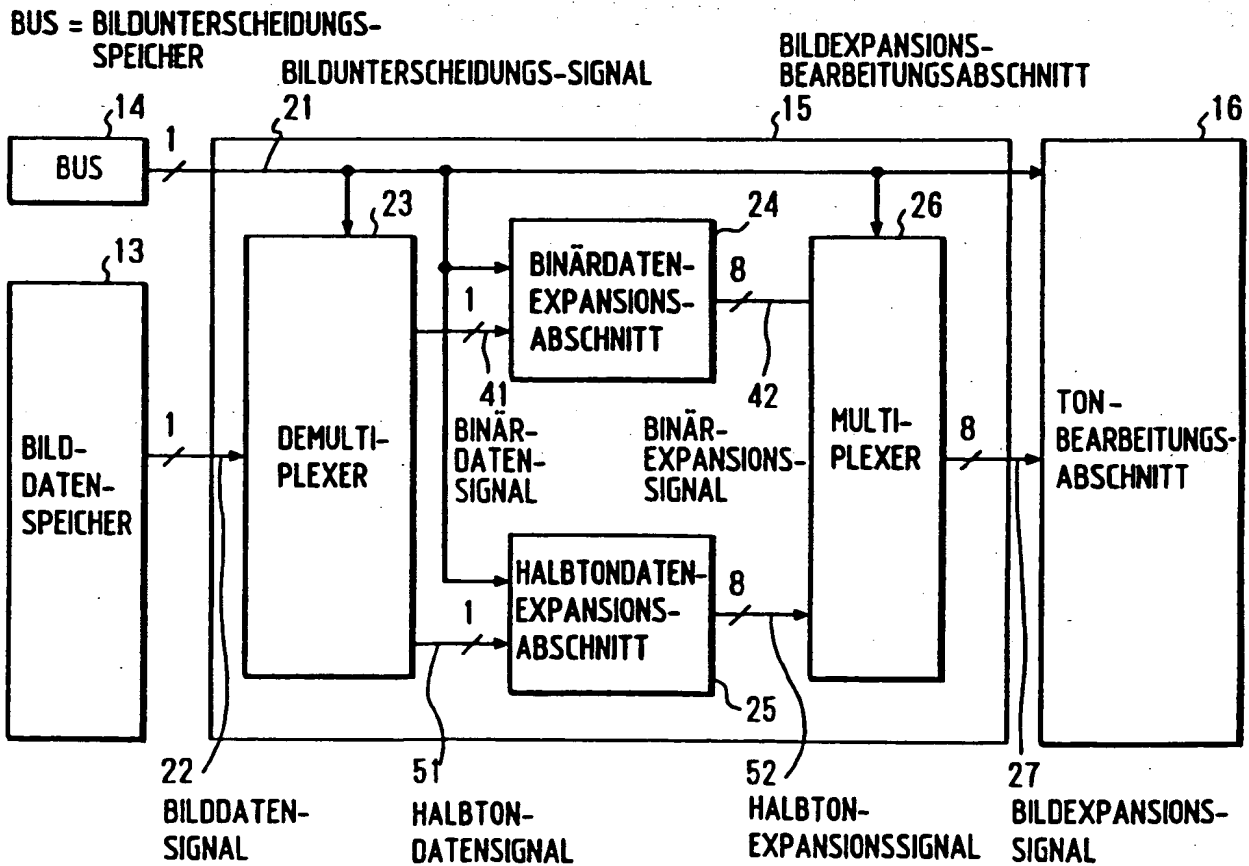 BUS = BILDUNTERSCHEIDUNGS-
SPEICHER
BILDUNTERSCHEIDUNGS-SIGNAL
BILDEXPANSIONS-
BEARBEITUNGSABSCHNITT
14
1
21
15
16
BUS
23
24
26
13
BINÄRDATEN-
EXPANSIONS-
ABSCHNITT
8
1
41
42
BILD-
DATEN-
SPEICHER
1
DEMULTI-
PLEXER
BINÄR-
DATEN-
SIGNAL
BINÄR-
EXPANSIONS-
SIGNAL
MULTI-
PLEXER
8
TON-
BEARBEITUNGS-
ABSCHNITT
HALBTONDATEN-
EXPANSIONS-
ABSCHNITT
8
1
25
22
BILDDATEN-
SIGNAL
51
HALBTON-
DATENSIGNAL
52
HALBTON-
EXPANSIONSSIGNAL
27
BILDEXPANSIONS-
SIGNAL